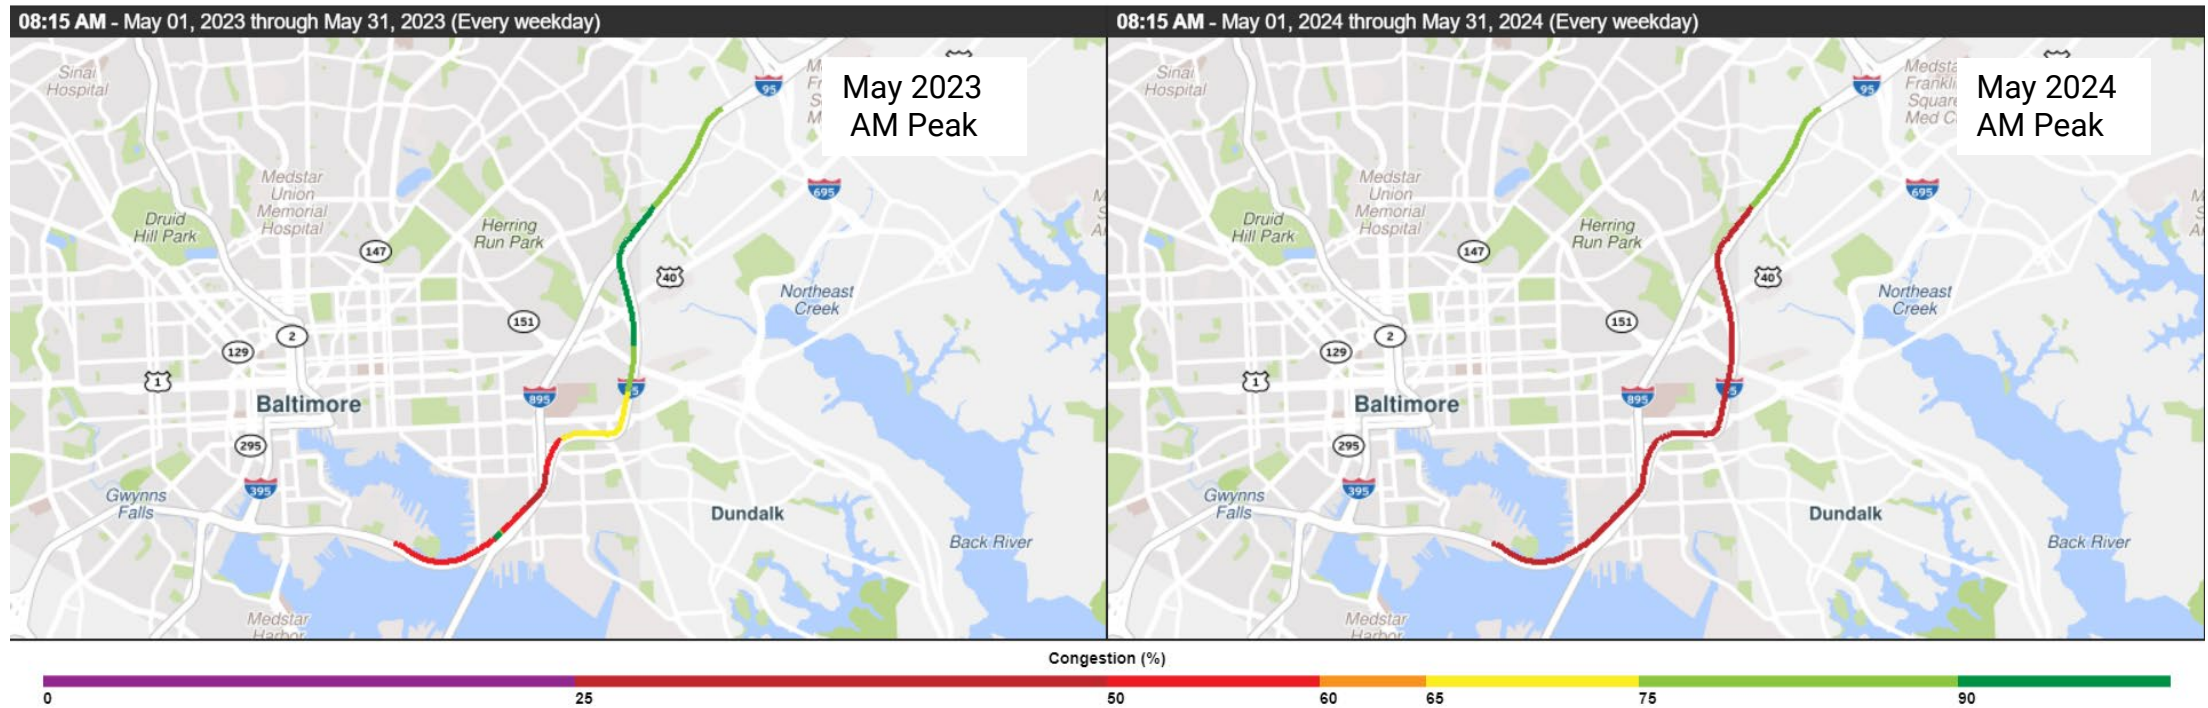 08:15 AM - May 01, 2023 through May 31, 2023 (Every weekday)
Sinai
Hospital
95
May 2023
AM Peak
695
Medstar
Union
Memorial
Hospital
Druid
Hill Park
147
Herring
Run Park
40
Northeast
Creek
151
2
129
1
895
Baltimore
295
395
Gwynns
Falls
Dundalk
Back River
Medstar
Harbor
08:15 AM - May 01, 2024 through May 31, 2024 (Every weekday)
Sinai
Hospital
95
Square
May 2024
AM Peak
695
Medstar
Union
Memorial
Hospital
Druid
Hill Park
147
Herring
Run Park
40
Northeast
Creek
151
2
129
1
895
Baltimore
295
395
Gwynns
Falls
Dundalk
Back River
Medstar
Harbor
Congestion (%)
0
25
50
60
65
75
90